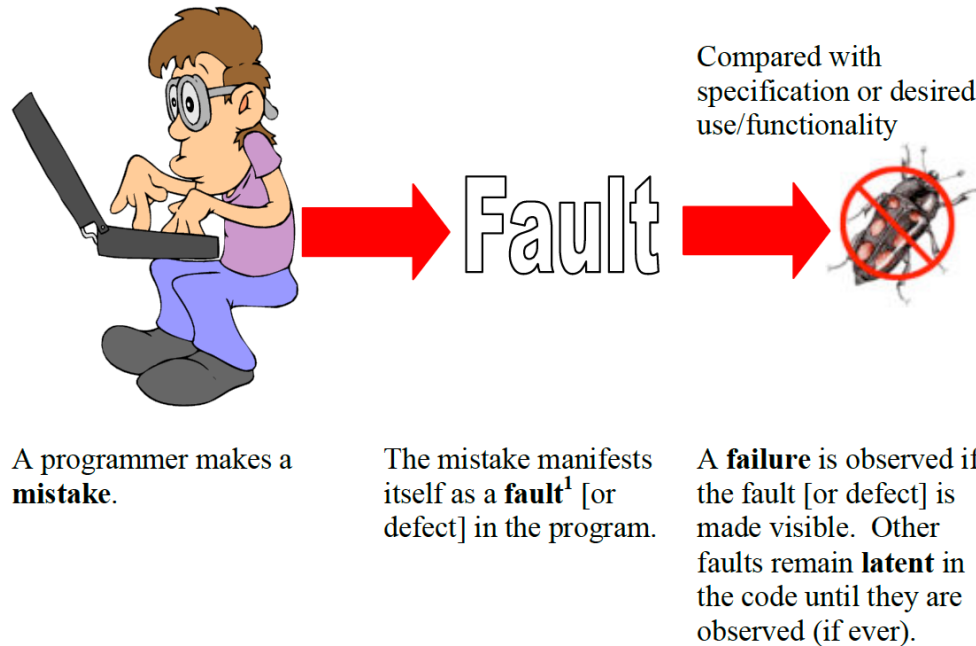 Compared with
specification or desired
use/functionality
Fault
A programmer makes a
mistake.
The mistake manifests
itself as a fault¹ [or
defect] in the program.
A failure is observed if
the fault [or defect] is
made visible. Other
faults remain latent in
the code until they are
observed (if ever).